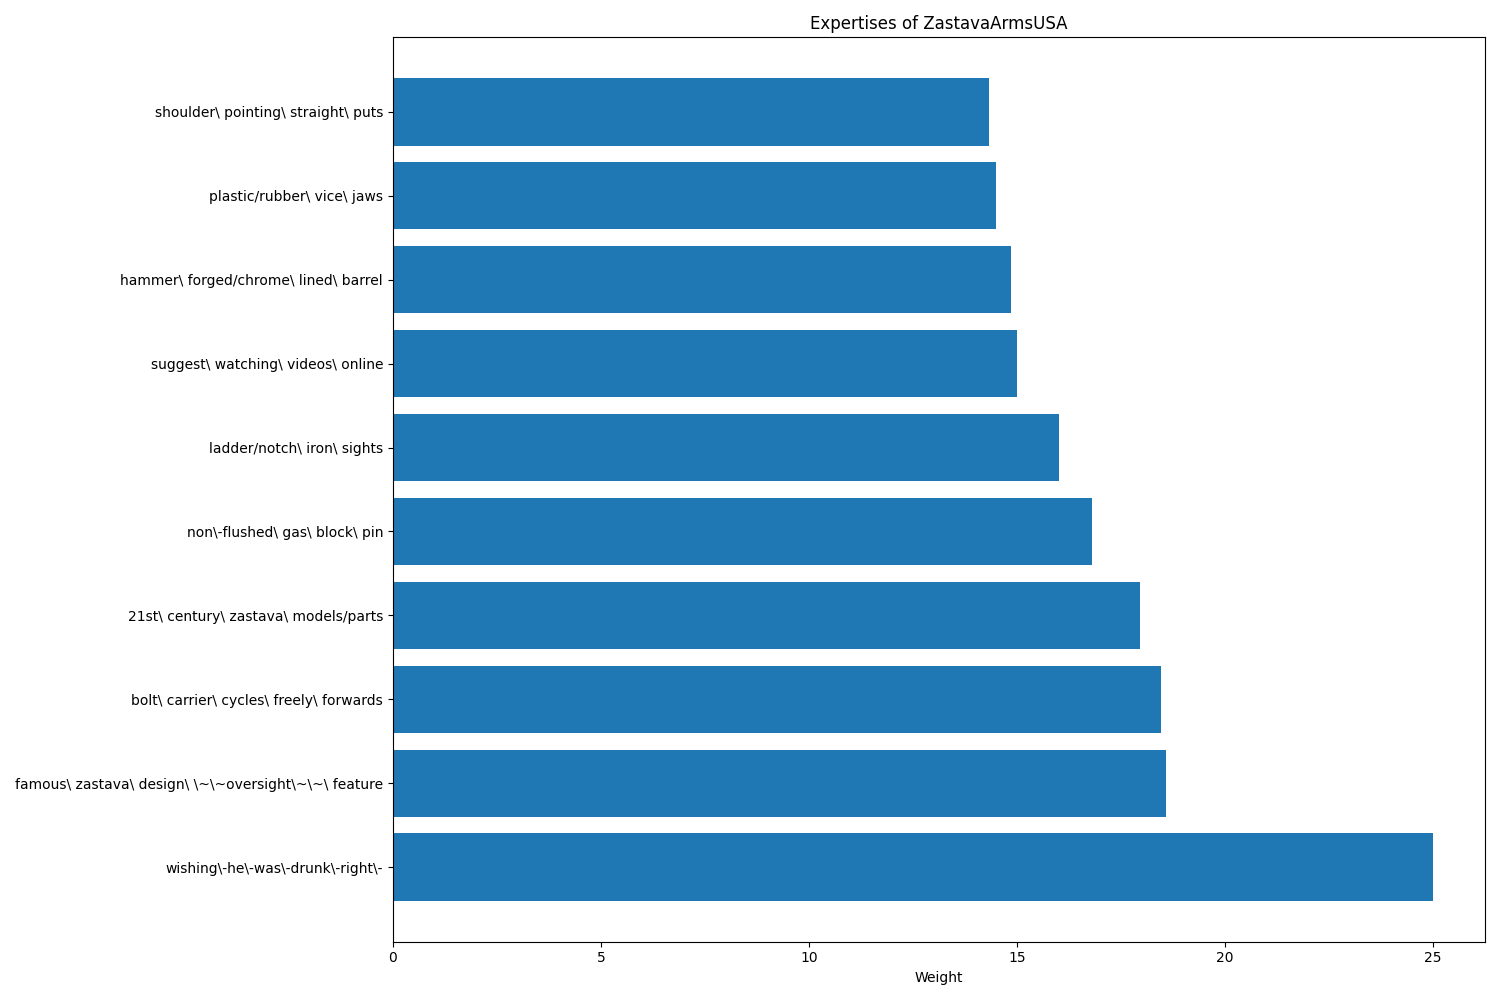 Expertises of ZastavaArmsUSA
shoulder\ pointing\ straight\ puts
plastic/rubber\ vice\ jaws
hammer\ forged/chrome\ lined\ barrel
suggest\ watching\ videos\ online
ladder/notch\ iron\ sights
non\-flushed\ gas\ block\ pin
21st\ century\ zastava\ models/parts
bolt\ carrier\ cycles\ freely\ forwards
famous\ zastava\ design\ \~\~oversight\~\~\ feature
wishing\-he\-was\-drunk\-right\-
0 5 10 15 20 25
Weight